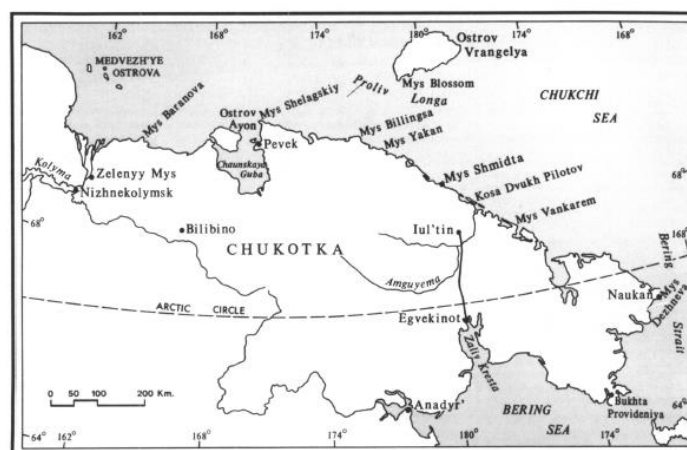 162°
168°
174°
180°
174°
168°
MEDVEZH'YE
OSTROVA
Ostrov
Vrangelya
Mys Blossom
Proliv
Longa
CHUKCHI
SEA
Mys Baranova
Ostrov
Ayon
Mys Shelagskiy
Pevek
Chaunskaya
Guba
Mys Billingsa
Mys Yakan
Mys Shmidta
Kosa Dvukh Pilotov
Mys Vankarem
Kolyma
Zelenyy Mys
Nizhnekolymsk
68°
68°
Bilibino
CHUKOTKA
Iul'tin
Amguyema
168°
Bering
Strait
Naukan
Mys
Dezhneva
ARCTIC CIRCLE
Egvekinot
Zaliv Kresta
0 50 100 200 Km.
Anadyr'
BERING
SEA
Bukhta
Provideniya
64°
162°
168°
174°
180°
174°
64°